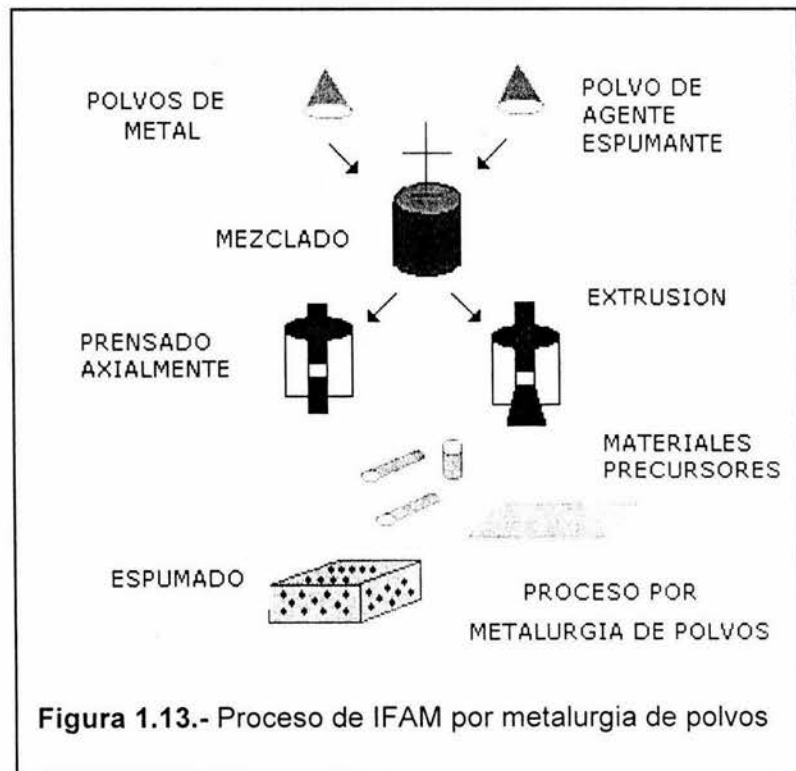 POLVOS DE
METAL
POLVO DE
AGENTE
ESPUMANTE
MEZCLADO
EXTRUSION
PRENSADO
AXIALMENTE
MATERIALES
PRECURSORES
ESPUMADO
PROCESO POR
METALURGIA DE POLVOS
Figura 1.13.- Proceso de IFAM por metalurgia de polvos